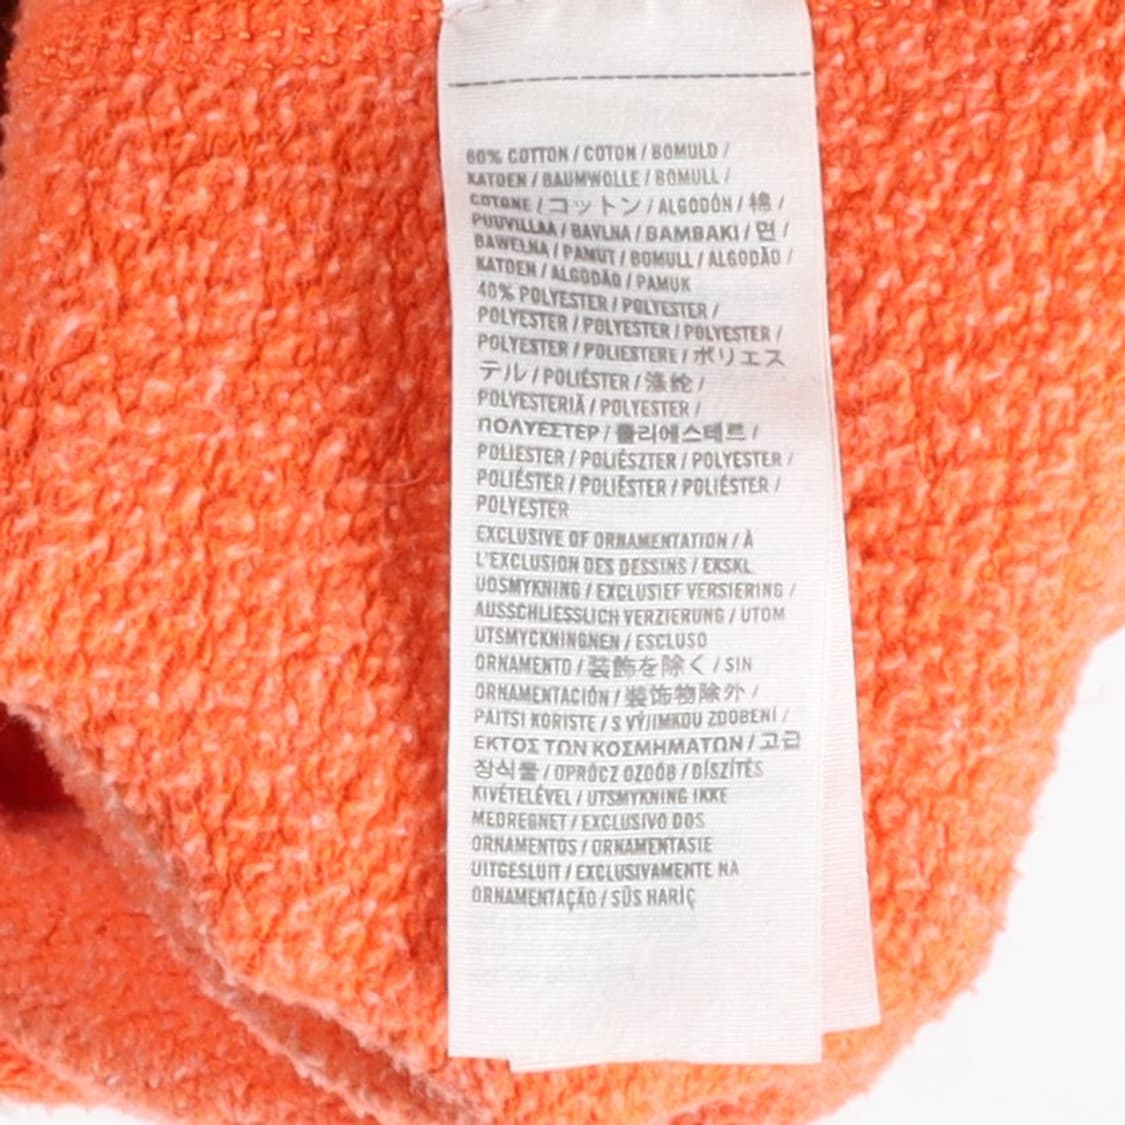 60% COTTON / COTON / BOMULD /
KATOEN / BAUMWOLLE / BOMULL /
COTONE / コットン / ALGODÓN / 棉 /
PUUVILLAA / BAVLNA / BAMBAKI / 면 /
BAWEŁNA / PAMUT / BOMULL / ALGODÃO /
KATOEN / ALGODÃO / PAMUK
40% POLYESTER / POLYESTER /
POLYESTER / POLYESTER / POLYESTER /
POLYESTER / POLIESTERE / ポリエス
テル / POLIÉSTER / 涤纶 /
POLYESTERIÄ / POLYESTER /
ΠΟΛΥΕΣΤΕΡ / 폴리에스테르 /
POLIESTER / POLIÉSZTER / POLYESTER /
POLIÉSTER / POLIËSTER / POLIÉSTER /
POLYESTER
EXCLUSIVE OF ORNAMENTATION / À
L'EXCLUSION DES DESSINS / EKSKL
UDSMYKNING / EXCLUSIEF VERSIERING /
AUSSCHLIESSLICH VERZIERUNG / UTOM
UTSMYCKNINGNEN / ESCLUSO
ORNAMENTO / 装飾を除く / SIN
ORNAMENTACIÓN / 装饰物除外 /
PAITSI KORISTE / S VÝJIMKOU ZDOBENÍ /
ΕΚΤΟΣ ΤΩΝ ΚΟΣΜΗΜΑΤΩΝ / 고급
장식물 / OPRÓCZ OZDÓB / DÍSZÍTÉS
KIVÉTELÉVEL / UTSMYKNING IKKE
MEDREGNET / EXCLUSIVO DOS
ORNAMENTOS / ORNAMENTASIE
UITGESLUIT / EXCLUSIVAMENTE NA
ORNAMENTAÇÃO / SÜS HARİÇ